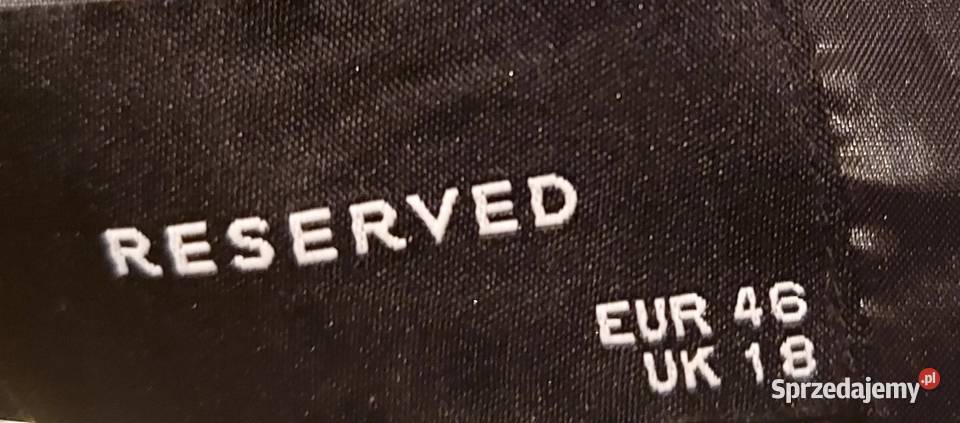 RESERVED
EUR 46
UK 18
Sprzedajemy.pl